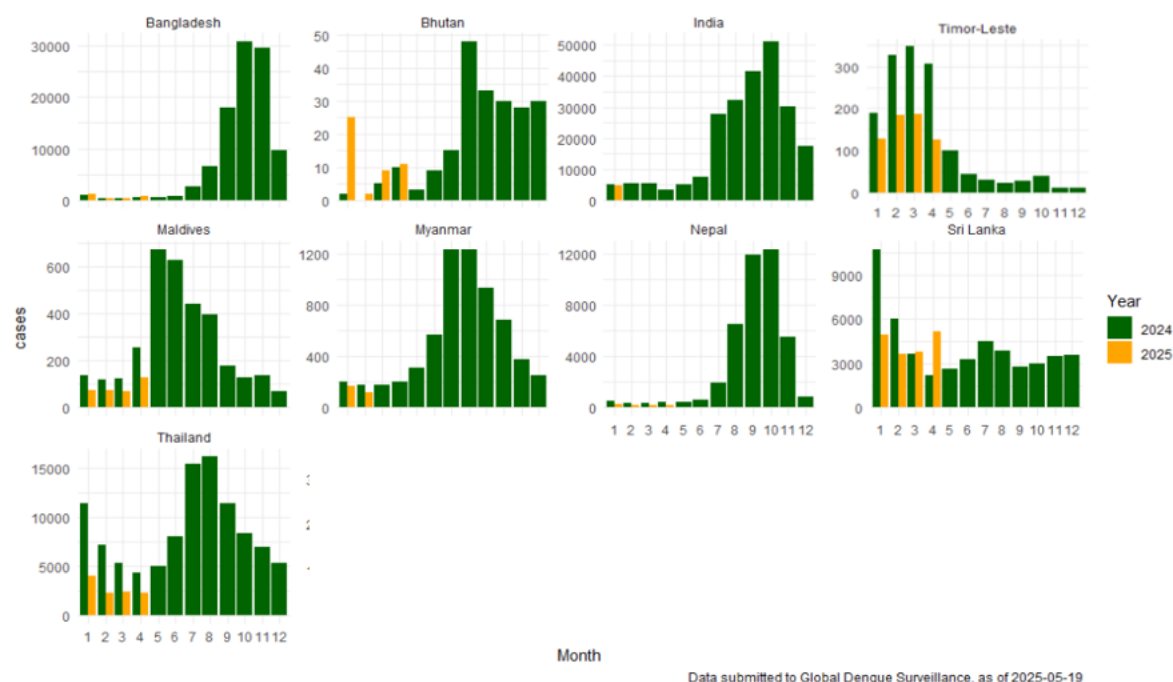 Bangladesh
30000
20000
10000
0
Bhutan
50
40
30
20
10
0
India
50000
40000
30000
20000
10000
0
Timor-Leste
300
200
100
0
1 2 3 4 5 6 7 8 9 10 11 12
cases
Maldives
600
400
200
0
Myanmar
1200
800
400
0
Nepal
12000
8000
4000
0
1 2 3 4 5 6 7 8 9 10 11 12
Sri Lanka
9000
6000
3000
0
1 2 3 4 5 6 7 8 9 10 11 12
Year
2024
2025
Thailand
15000
10000
5000
0
1 2 3 4 5 6 7 8 9 10 11 12
Month
Data submitted to Global Dengue Surveillance, as of 2025-05-19